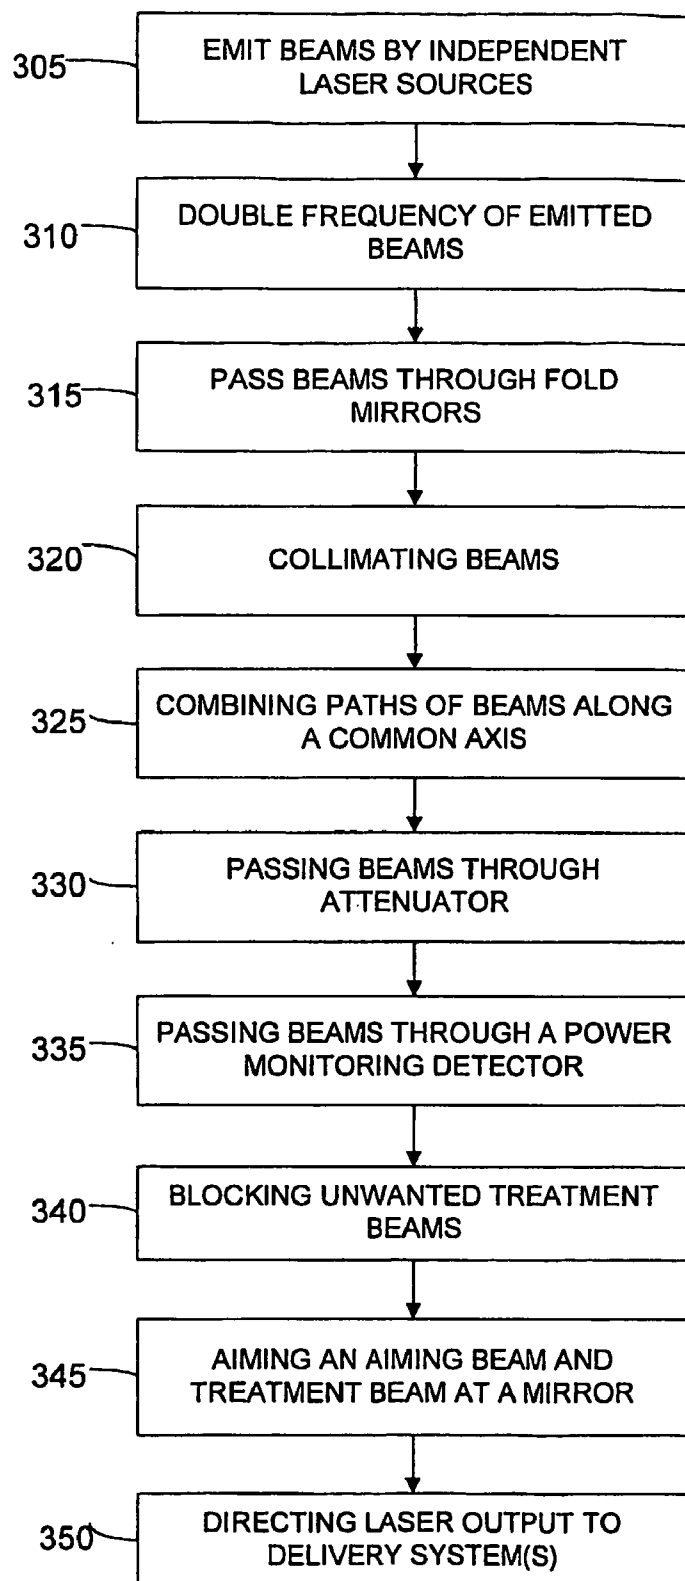 305
EMIT BEAMS BY INDEPENDENT
LASER SOURCES
310
DOUBLE FREQUENCY OF EMITTED
BEAMS
315
PASS BEAMS THROUGH FOLD
MIRRORS
320
COLLIMATING BEAMS
325
COMBINING PATHS OF BEAMS ALONG
A COMMON AXIS
330
PASSING BEAMS THROUGH
ATTENUATOR
335
PASSING BEAMS THROUGH A POWER
MONITORING DETECTOR
340
BLOCKING UNWANTED TREATMENT
BEAMS
345
AIMING AN AIMING BEAM AND
TREATMENT BEAM AT A MIRROR
350
DIRECTING LASER OUTPUT TO
DELIVERY SYSTEM(S)